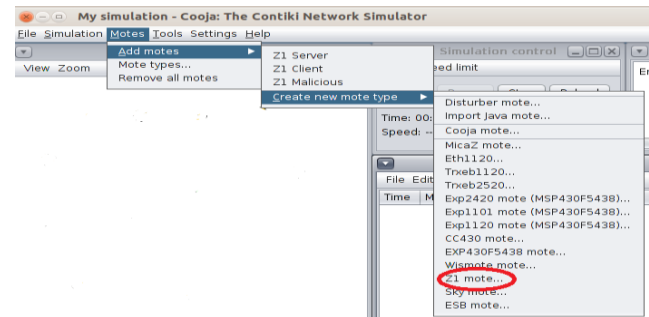 My simulation - Cooja: The Contiki Network Simulator
File Simulation Motes Tools Settings Help
View Zoom
Add motes
Mote types...
Remove all motes
Z1 Server
Z1 Client
Z1 Malicious
Create new mote type
Simulation control
eed limit
Time: 00:
Speed: --
File Edit
Time M
Disturber mote...
Import Java mote...
Cooja mote...
MicaZ mote...
Eth1120...
Trxeb1120...
Trxeb2520...
Exp2420 mote (MSP430F5438)...
Exp1101 mote (MSP430F5438)...
Exp1120 mote (MSP430F5438)...
CC430 mote...
EXP430F5438 mote...
Wismote mote...
Z1 mote...
Sky mote...
ESB mote...